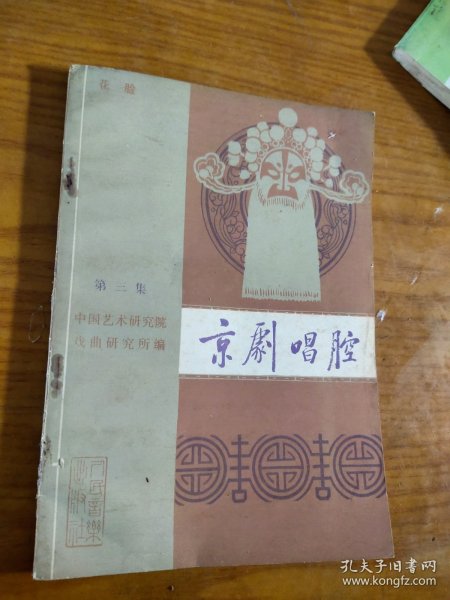 花 脸
第三集
中国艺术研究院
戏曲研究所编
京剧唱腔
人民音樂
出版社
孔夫子旧书网
www.kongfz.com